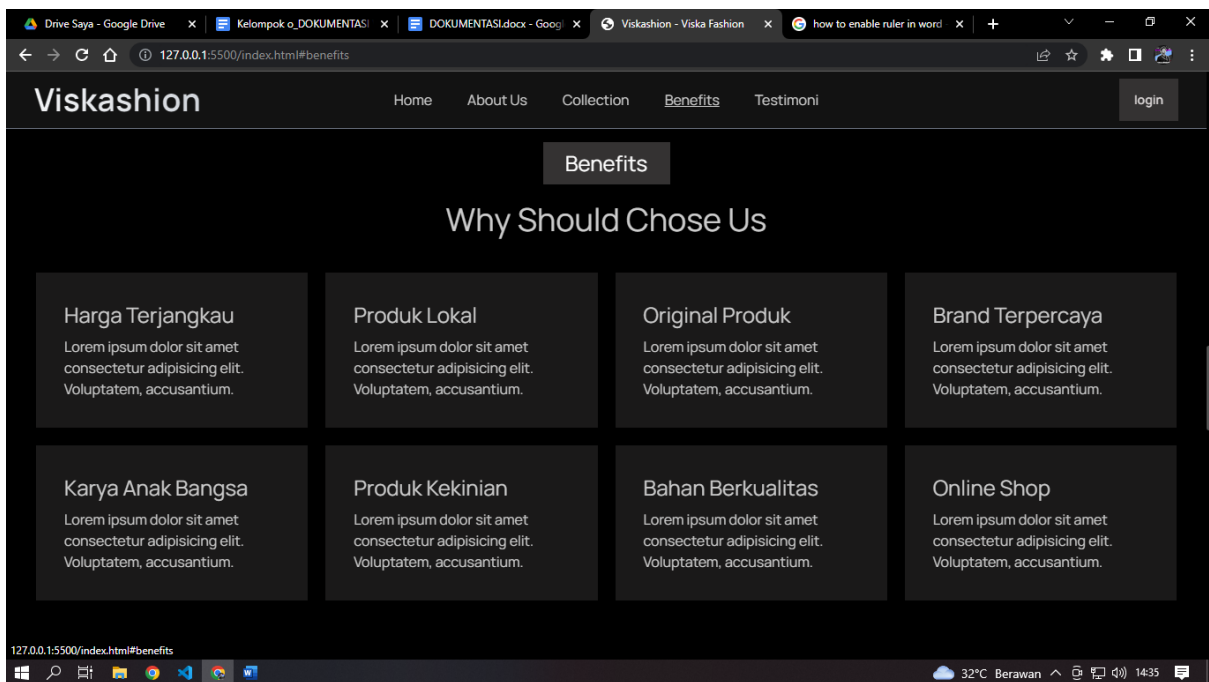 Drive Saya - Google Drive
Kelompok o_DOKUMENTASI
DOKUMENTASI.docx - Googl
Viskashion - Viska Fashion
how to enable ruler in word -
127.0.0.1:5500/index.html#benefits
Viskashion
Home
About Us
Collection
Benefits
Testimoni
login
Benefits
Why Should Chose Us
Harga Terjangkau
Lorem ipsum dolor sit amet
consectetur adipisicing elit.
Voluptatem, accusantium.
Produk Lokal
Lorem ipsum dolor sit amet
consectetur adipisicing elit.
Voluptatem, accusantium.
Original Produk
Lorem ipsum dolor sit amet
consectetur adipisicing elit.
Voluptatem, accusantium.
Brand Terpercaya
Lorem ipsum dolor sit amet
consectetur adipisicing elit.
Voluptatem, accusantium.
Karya Anak Bangsa
Lorem ipsum dolor sit amet
consectetur adipisicing elit.
Voluptatem, accusantium.
Produk Kekinian
Lorem ipsum dolor sit amet
consectetur adipisicing elit.
Voluptatem, accusantium.
Bahan Berkualitas
Lorem ipsum dolor sit amet
consectetur adipisicing elit.
Voluptatem, accusantium.
Online Shop
Lorem ipsum dolor sit amet
consectetur adipisicing elit.
Voluptatem, accusantium.
127.0.0.1:5500/index.html#benefits
32°C Berawan
14:35